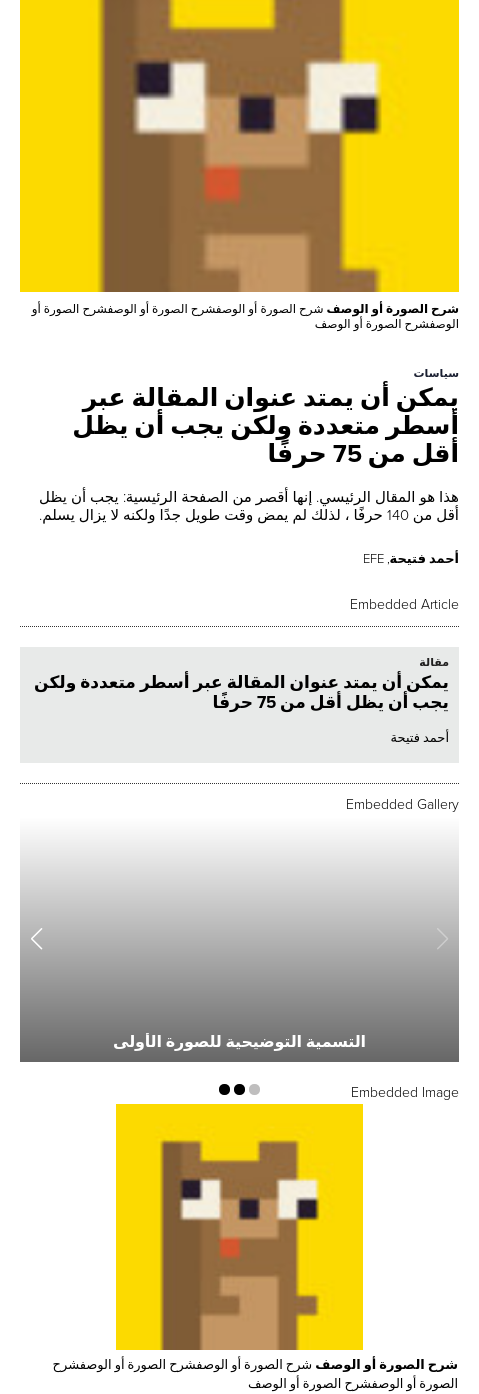 شرح الصورة أو الوصف شرح الصورة أو الوصفشرح الصورة أو الوصفشرح الصورة أو
الوصفشرح الصورة أو الوصف
سياسات
يمكن أن يمتد عنوان المقالة عبر
أسطر متعددة ولكن يجب أن يظل
أقل من 75 حرفًا
هذا هو المقال الرئيسي. إنها أقصر من الصفحة الرئيسية: يجب أن يظل
أقل من 140 حرفًا ، لذلك لم يمض وقت طويل جدًا ولكنه لا يزال يسلم.
أحمد فتيحة, EFE
Embedded Article
مقالة
يمكن أن يمتد عنوان المقالة عبر أسطر متعددة ولكن
يجب أن يظل أقل من 75 حرفًا
أحمد فتيحة
Embedded Gallery
التسمية التوضيحية للصورة الأولى
Embedded Image
شرح الصورة أو الوصف شرح الصورة أو الوصفشرح الصورة أو الوصفشرح
الصورة أو الوصفشرح الصورة أو الوصف